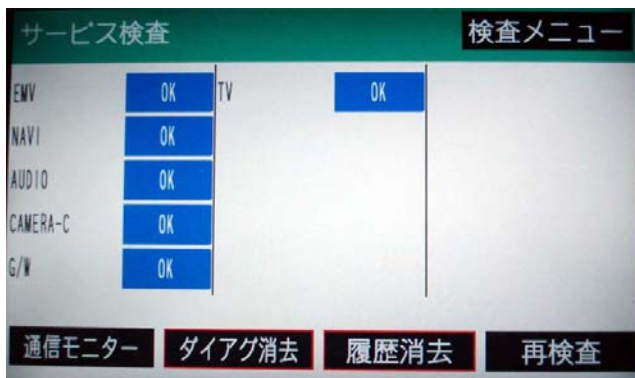 サービス検査
検査メニュー
EMV OK TV OK
NAVI OK
AUDIO OK
CAMERA-C OK
G/W OK
通信モニター ダイアグ消去 履歴消去 再検査